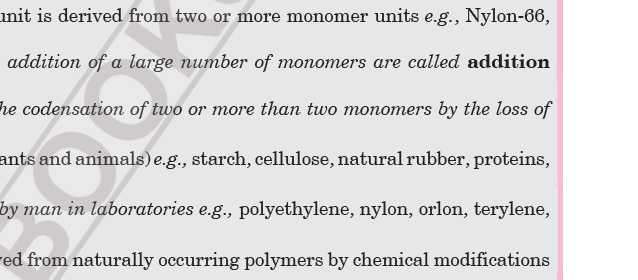 unit is derived from two or more monomer units e.g., Nylon-66,
addition of a large number of monomers are called addition
he codensation of two or more than two monomers by the loss of
ants and animals) e.g., starch, cellulose, natural rubber, proteins,
by man in laboratories e.g., polyethylene, nylon, orlon, terylene,
ved from naturally occurring polymers by chemical modifications
BOOK